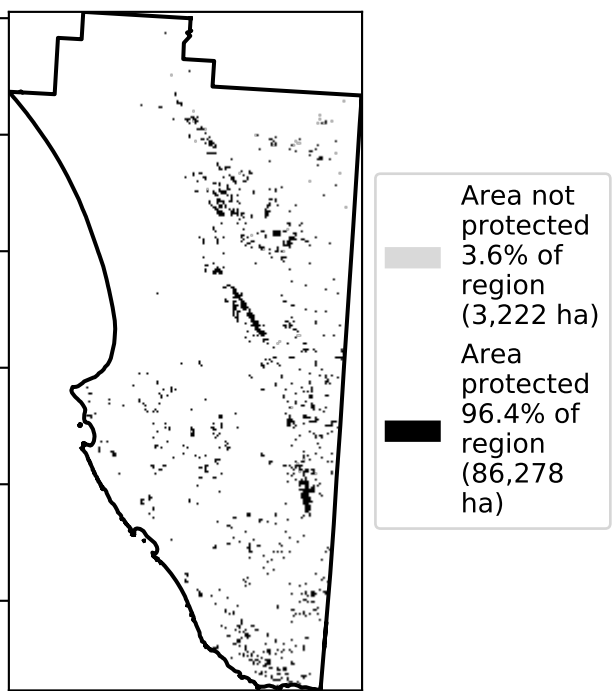 Area not
protected
3.6% of
region
(3,222 ha)
Area
protected
96.4% of
region
(86,278
ha)